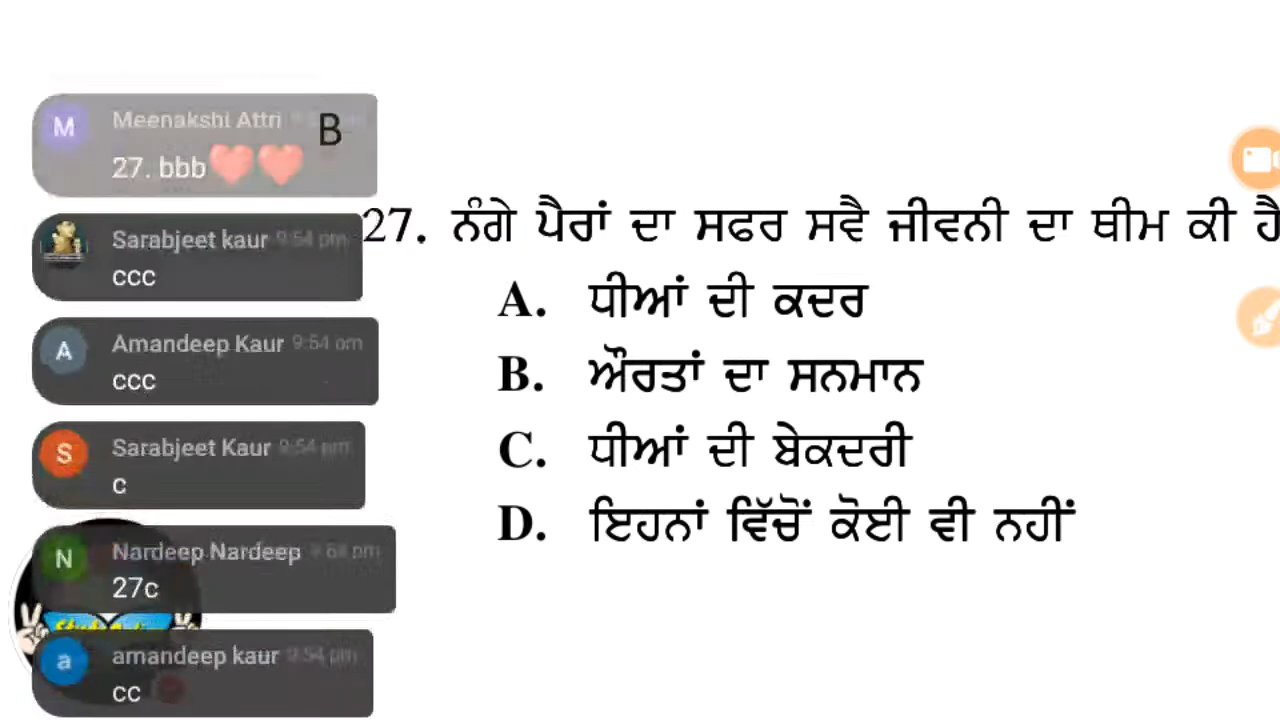 Meenakshi Attri
B
27. bbb
Sarabjeet kaur 9:54 pm
ccc
Amandeep Kaur 9:54 pm
ccc
Sarabjeet Kaur 9:54 pm
c
Nardeep Nardeep 9:54 pm
27c
amandeep kaur 9:54 pm
cc
27. ਨੰਗੇ ਪੈਰਾਂ ਦਾ ਸਫਰ ਸਵੈ ਜੀਵਨੀ ਦਾ ਥੀਮ ਕੀ ਹੈ
A. ਧੀਆਂ ਦੀ ਕਦਰ
B. ਔਰਤਾਂ ਦਾ ਸਨਮਾਨ
C. ਧੀਆਂ ਦੀ ਬੇਕਦਰੀ
D. ਇਹਨਾਂ ਵਿੱਚੋਂ ਕੋਈ ਵੀ ਨਹੀਂ